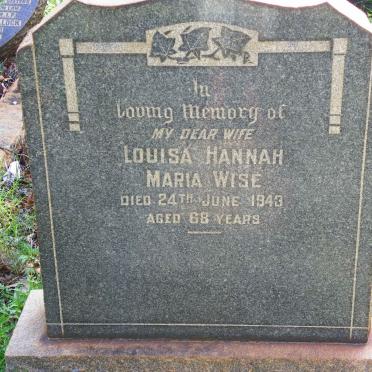 In
Loving Memory of
MY DEAR WIFE
LOUISA HANNAH
MARIA WISE
DIED 24TH JUNE 1943
AGED 68 YEARS